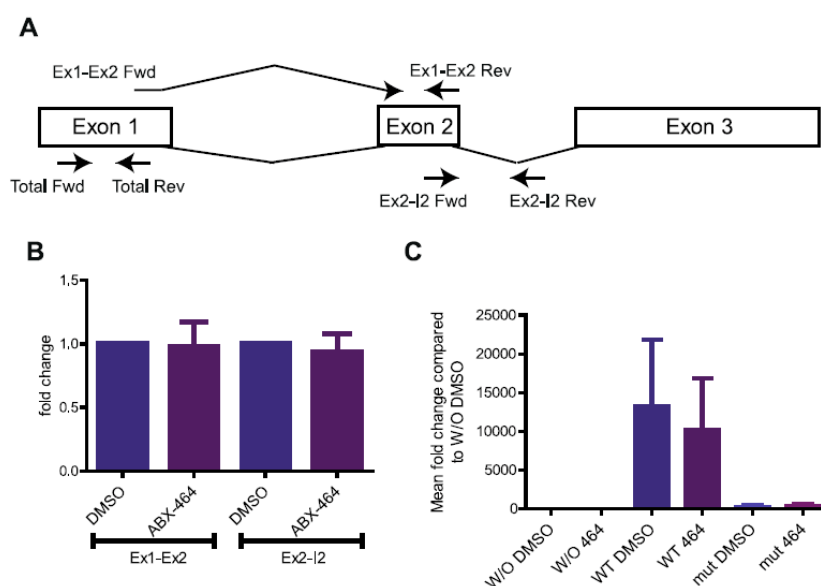 A
Ex1-Ex2 Fwd
Ex1-Ex2 Rev
Exon 1
Exon 2
Exon 3
Total Fwd
Total Rev
Ex2-I2 Fwd
Ex2-I2 Rev
B
fold change
1.5
1.0
0.5
0.0
DMSO
ABX-464
DMSO
ABX-464
Ex1-Ex2
Ex2-I2
C
Mean fold change compared
to W/O DMSO
25000
20000
15000
10000
5000
0
W/O DMSO
W/O 464
WT DMSO
WT 464
mut DMSO
mut 464